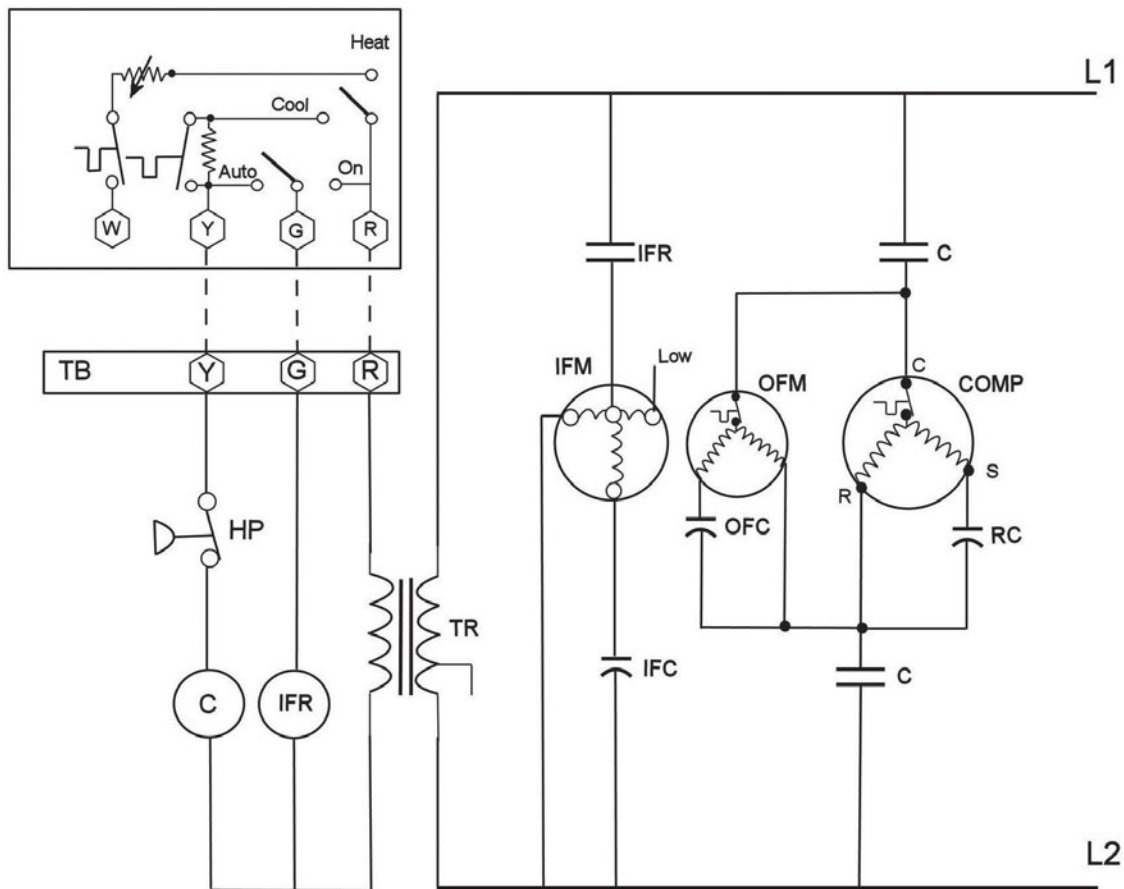 Heat
Cool
Auto
On
W
Y
G
R
L1
IFR
C
TB
Y
G
R
IFM
Low
OFM
C
COMP
R
S
HP
OFC
RC
TR
IFC
C
C
IFR
L2